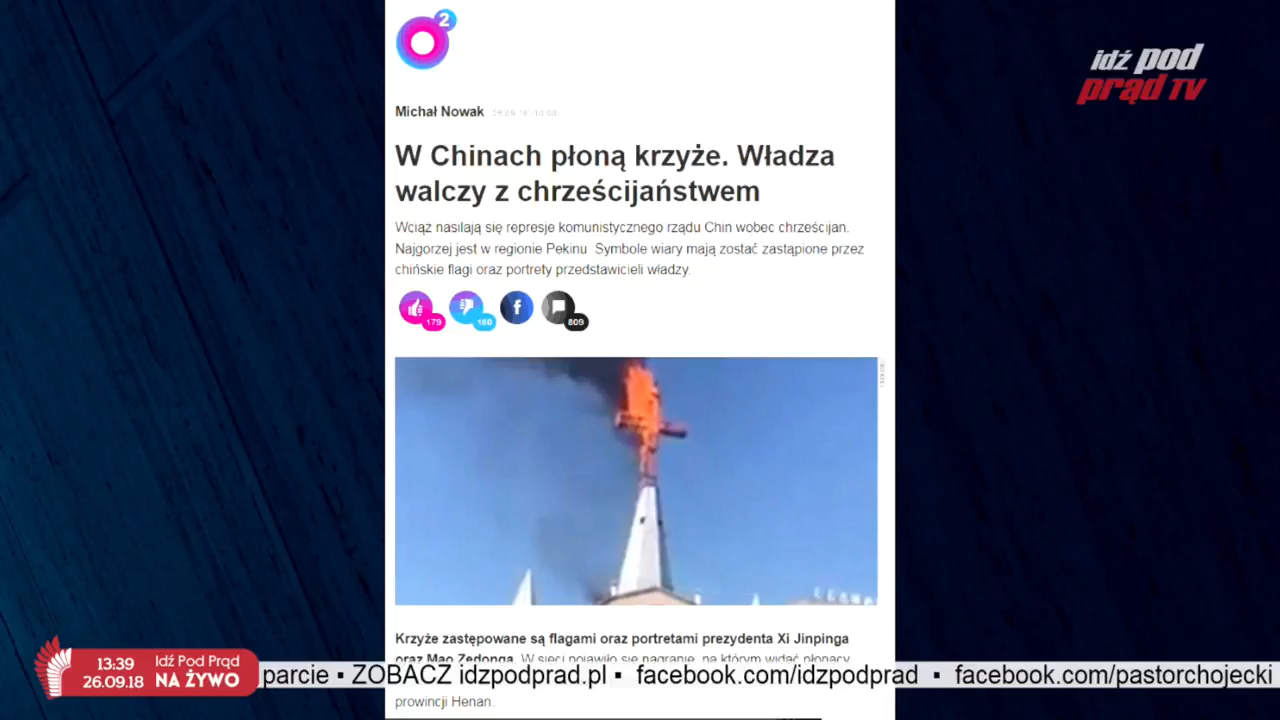 2
idź pod
prąd TV
Michał Nowak
W Chinach płoną krzyże. Władza
walczy z chrześcijaństwem
Wciąż nasilają się represje komunistycznego rządu Chin wobec chrześcijan.
Najgorzej jest w regionie Pekinu Symbole wiary mają zostać zastąpione przez
chińskie flagi oraz portrety przedstawicieli władzy.
179 160 f 809
Krzyże zastępowane są flagami oraz portretami prezydenta Xi Jinpinga
oraz Mao Zedonga. W sieci pojawiło się nagranie, na którym widać płonący
prowincji Henan.
13:39
26.09.18
Idź Pod Prąd
NA ŻYWO
parcie ▪ ZOBACZ idzpodprad.pl ▪ facebook.com/idzpodprad ▪ facebook.com/pastorchojecki